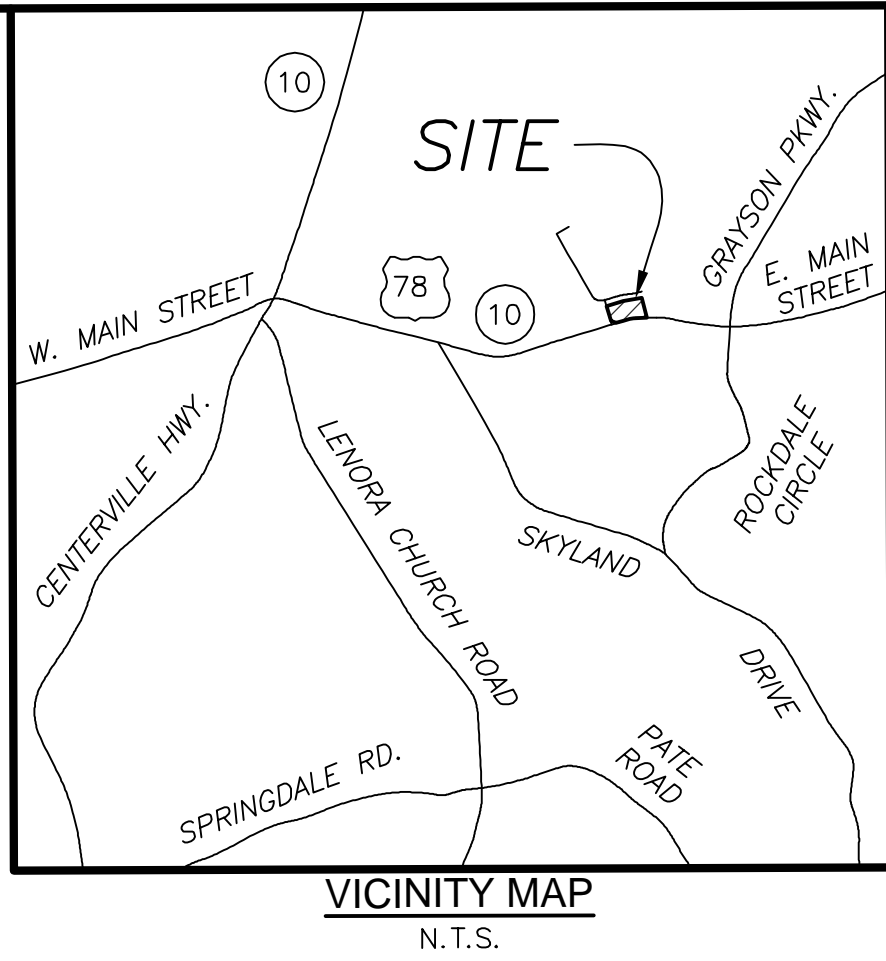 10
SITE
GRAYSON PKWY.
E. MAIN
STREET
78
10
W. MAIN STREET
CENTERVILLE HWY.
LENORA CHURCH ROAD
ROCKDALE
CIRCLE
SKYLAND
DRIVE
PATE
ROAD
SPRINGDALE RD.
VICINITY MAP
N.T.S.